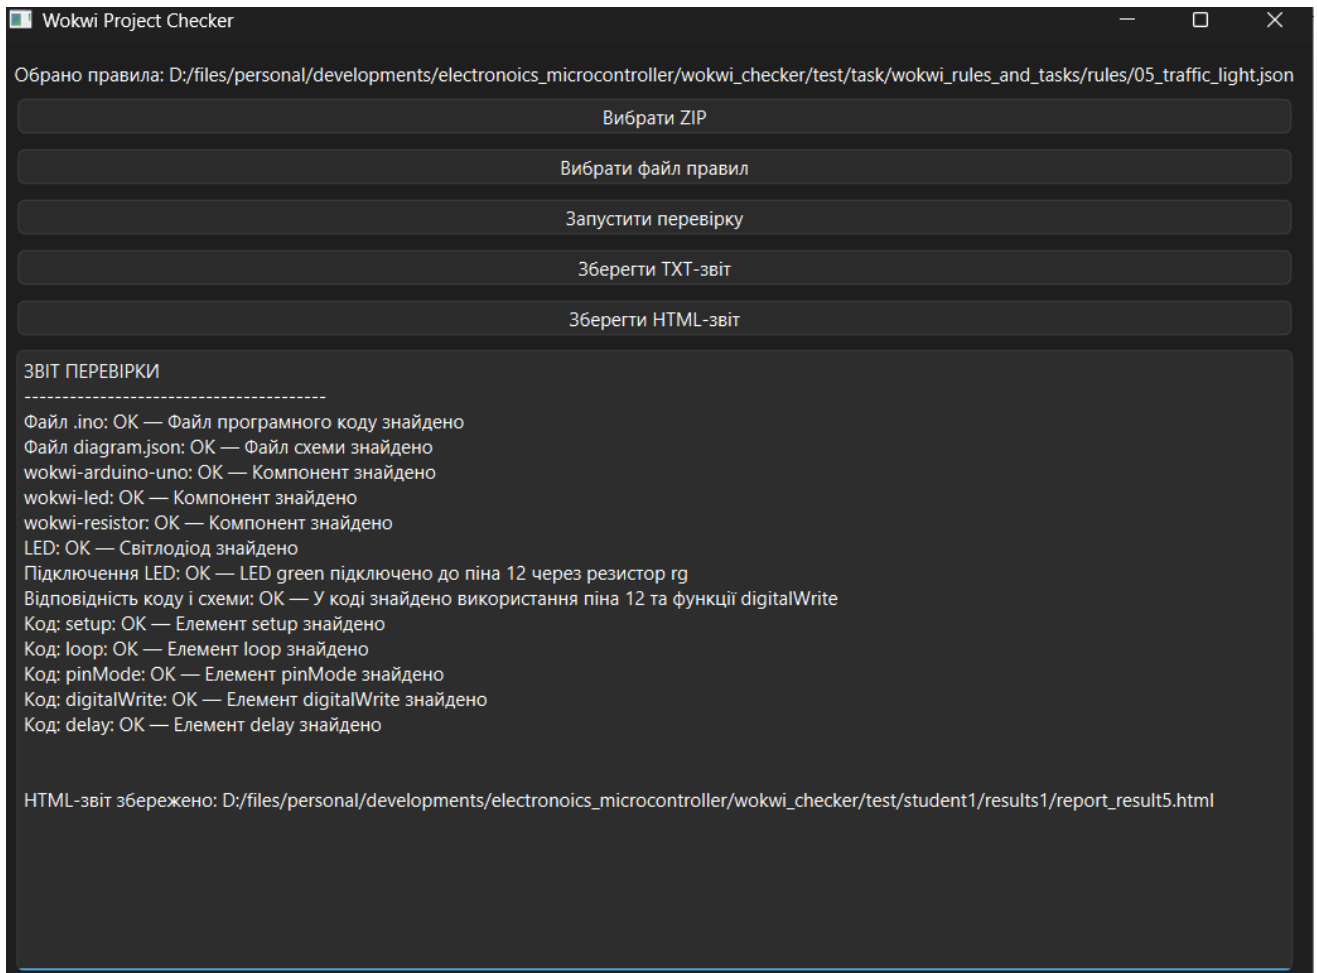 Wokwi Project Checker
Обрано правила: D:/files/personal/developments/electronoics_microcontroller/wokwi_checker/test/task/wokwi_rules_and_tasks/rules/05_traffic_light.json
Вибрати ZIP
Вибрати файл правил
Запустити перевірку
Зберегти TXT-звіт
Зберегти HTML-звіт
ЗВІТ ПЕРЕВІРКИ
----------------------------------------
Файл .ino: OK — Файл програмного коду знайдено
Файл diagram.json: OK — Файл схеми знайдено
wokwi-arduino-uno: OK — Компонент знайдено
wokwi-led: OK — Компонент знайдено
wokwi-resistor: OK — Компонент знайдено
LED: OK — Світлодіод знайдено
Підключення LED: OK — LED green підключено до піна 12 через резистор rg
Відповідність коду і схеми: OK — У коді знайдено використання піна 12 та функції digitalWrite
Код: setup: OK — Елемент setup знайдено
Код: loop: OK — Елемент loop знайдено
Код: pinMode: OK — Елемент pinMode знайдено
Код: digitalWrite: OK — Елемент digitalWrite знайдено
Код: delay: OK — Елемент delay знайдено
HTML-звіт збережено: D:/files/personal/developments/electronoics_microcontroller/wokwi_checker/test/student1/results1/report_result5.html